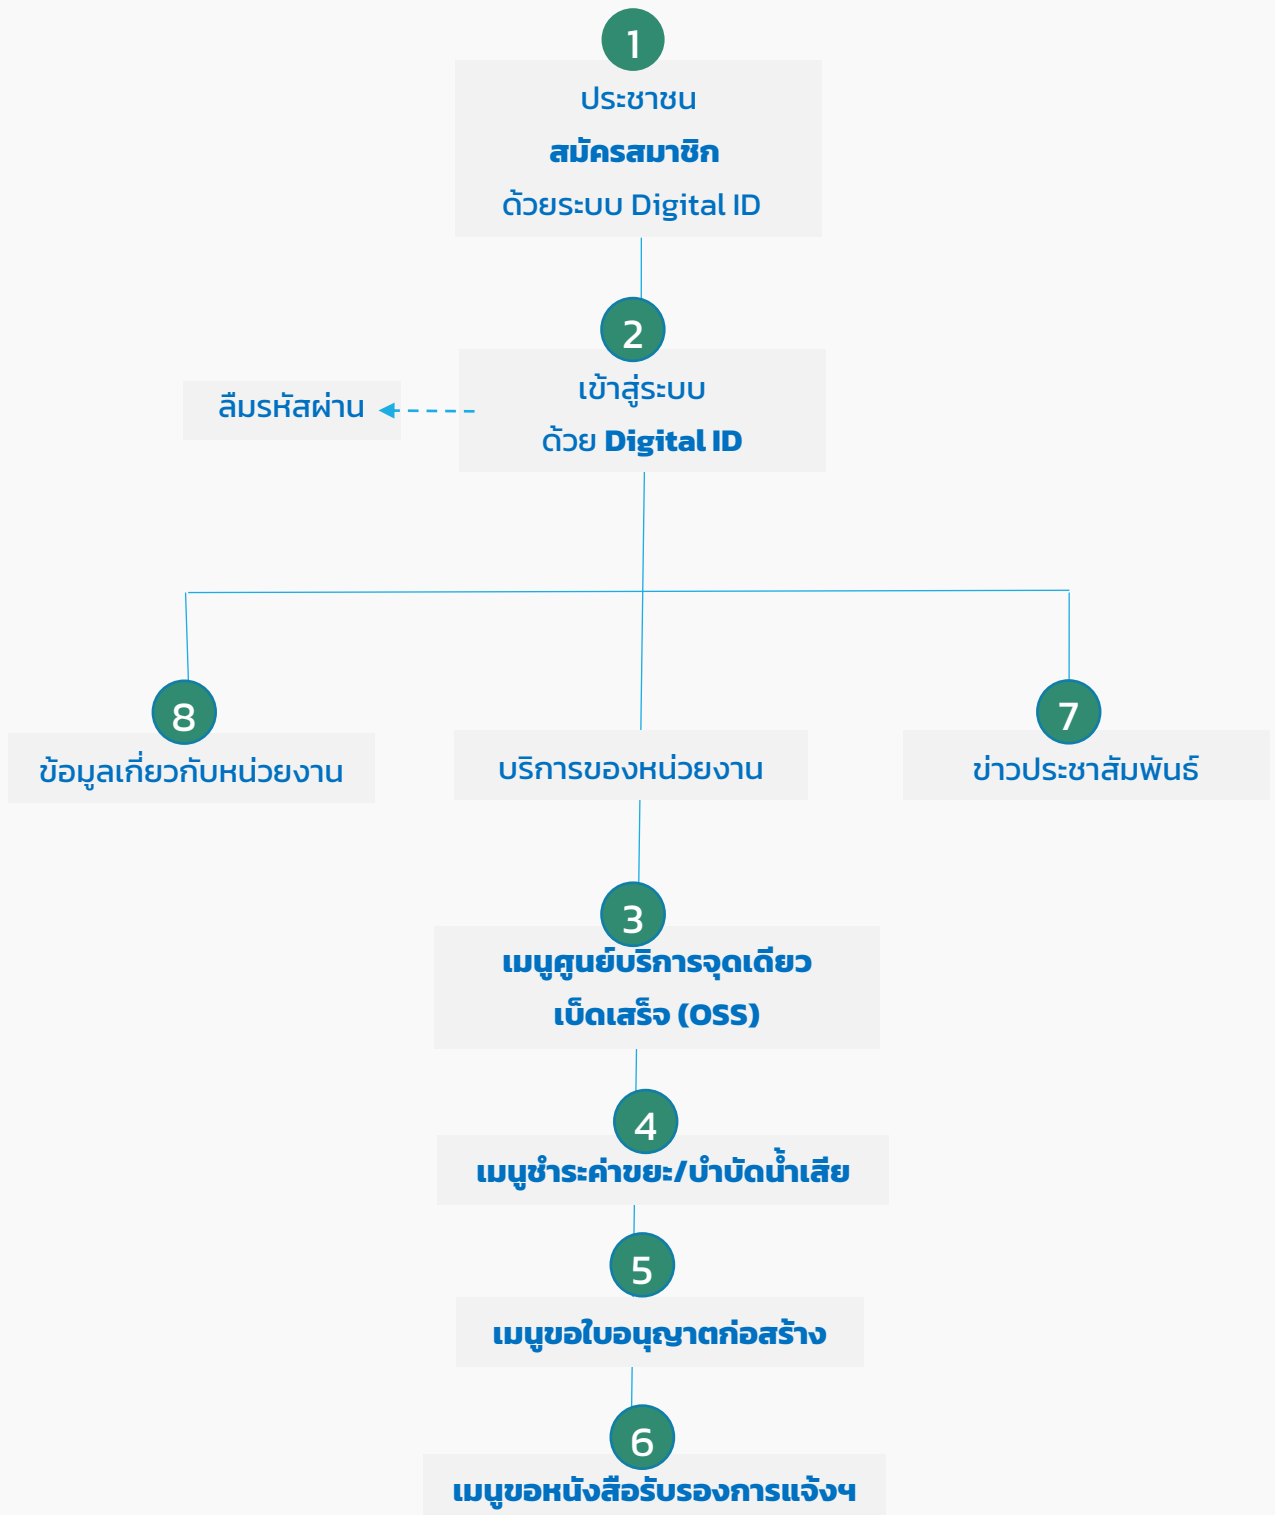 1
ประชาชน
สมัครสมาชิก
ด้วยระบบ Digital ID
2
เข้าสู่ระบบ
ด้วย Digital ID
ลืมรหัสผ่าน
8
ข้อมูลเกี่ยวกับหน่วยงาน
บริการของหน่วยงาน
7
ข่าวประชาสัมพันธ์
3
เมนูศูนย์บริการจุดเดียว
เบ็ดเสร็จ (OSS)
4
เมนูชำระค่าขยะ/บำบัดน้ำเสีย
5
เมนูขอใบอนุญาตก่อสร้าง
6
เมนูขอหนังสือรับรองการแจ้งฯ